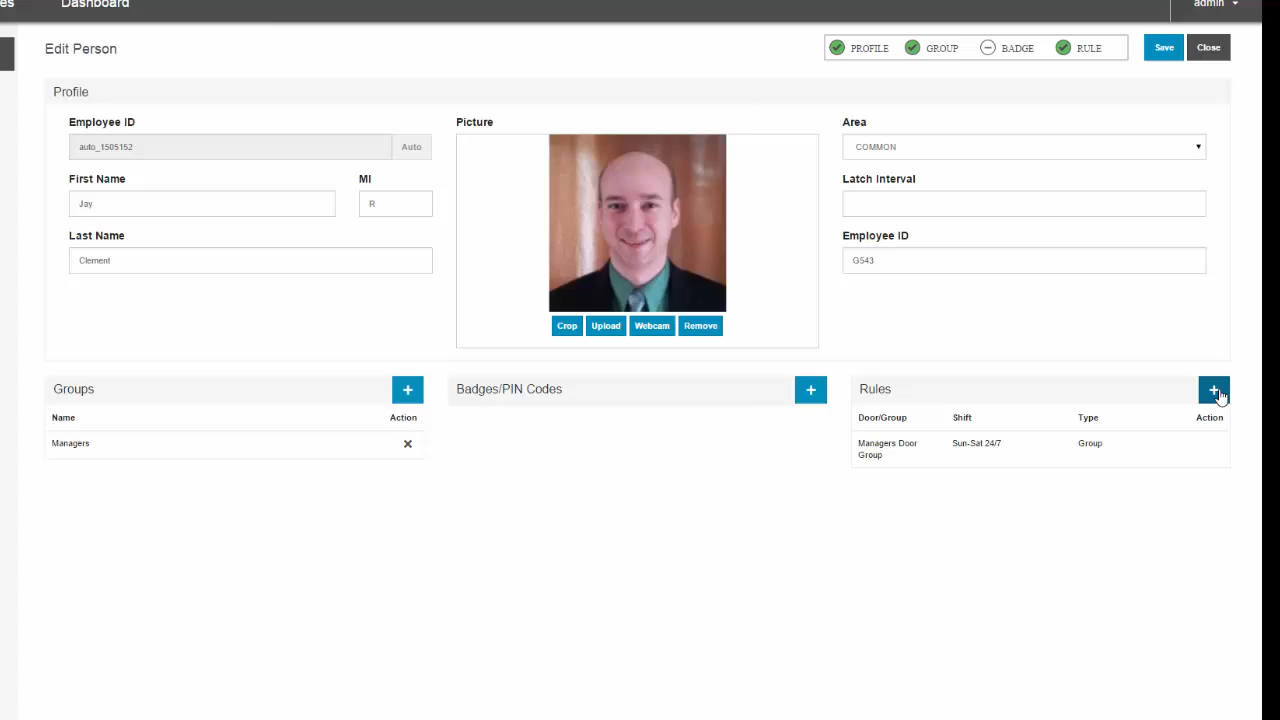 es Dashboard admin
Edit Person PROFILE GROUP BADGE RULE Save Close
Profile
Employee ID
auto_1505152 Auto
First Name MI
Jay R
Last Name
Clement
Picture
Crop Upload Webcam Remove
Area
COMMON
Latch Interval
Employee ID
G543
Groups +
Name Action
Managers
Badges/PIN Codes +
Rules +
Door/Group Shift Type Action
Managers Door Sun-Sat 24/7 Group
Group